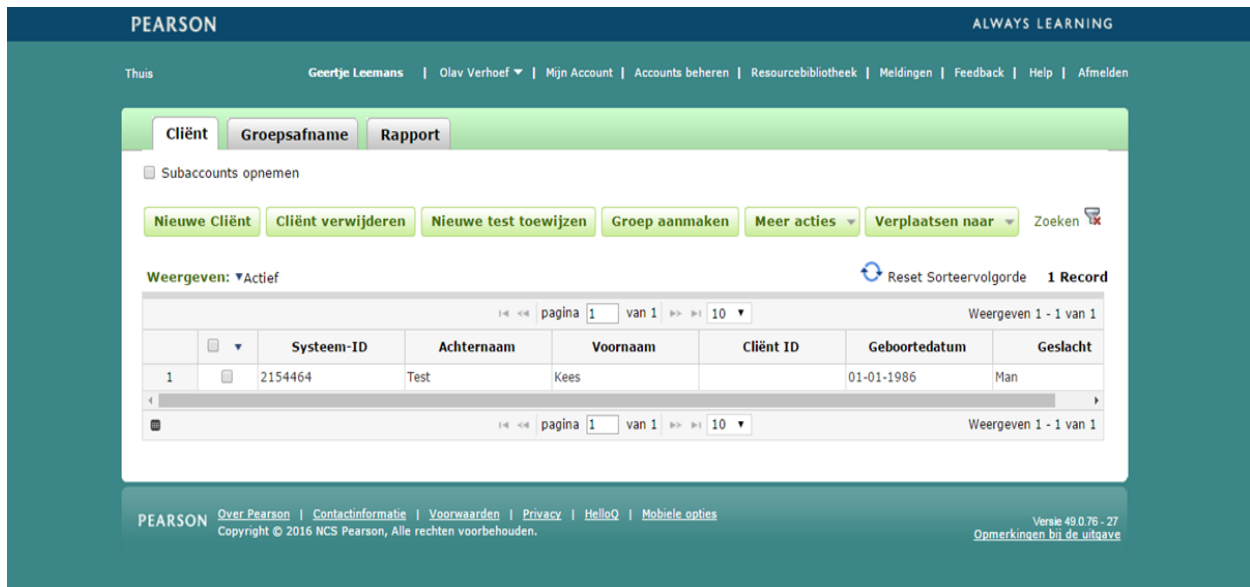 PEARSON ALWAYS LEARNING
Thuis Geertje Leemans | Olav Verhoef | Mijn Account | Accounts beheren | Resourcebibliotheek | Meldingen | Feedback | Help | Afmelden
Cliënt Groepsafname Rapport
Subaccounts opnemen
Nieuwe Cliënt Cliënt verwijderen Nieuwe test toewijzen Groep aanmaken Meer acties Verplaatsen naar Zoeken
Weergeven: Actief Reset Sorteervolgorde 1 Record
pagina 1 van 1 10 Weergeven 1 - 1 van 1
Systeem-ID Achternaam Voornaam Cliënt ID Geboortedatum Geslacht
1 2154464 Test Kees 01-01-1986 Man
pagina 1 van 1 10 Weergeven 1 - 1 van 1
PEARSON Over Pearson | Contactinformatie | Voorwaarden | Privacy | HelloQ | Mobiele opties
Copyright © 2016 NCS Pearson, Alle rechten voorbehouden.
Versie 49.0.76 - 27
Opmerkingen bij de uitgave